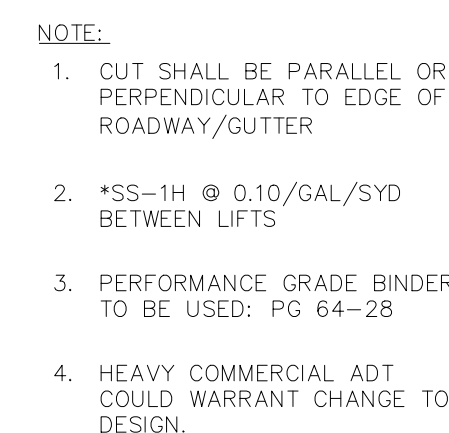 NOTE:
1. CUT SHALL BE PARALLEL OR
PERPENDICULAR TO EDGE OF
ROADWAY/GUTTER
2. *SS-1H @ 0.10/GAL/SYD
BETWEEN LIFTS
3. PERFORMANCE GRADE BINDER
TO BE USED: PG 64-28
4. HEAVY COMMERCIAL ADT
COULD WARRANT CHANGE TO
DESIGN.